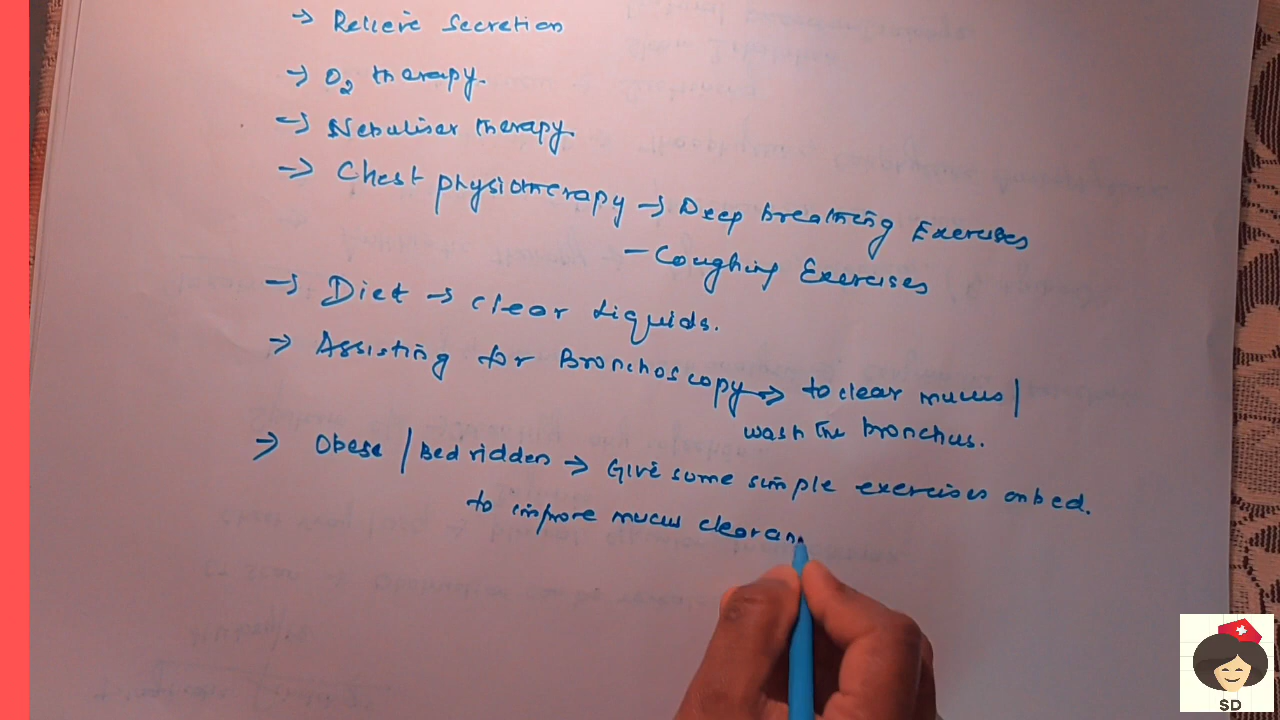 → Relieve Secretion
→ O₂ therapy.
→ Nebuliser therapy.
→ Chest physiotherapy → Deep Breathing Exercises
– Coughing Exercises
→ Diet → clear Liquids.
→ Assisting for Bronchoscopy → to clear mucus /
wash the bronchus.
→ Obese / Bed ridden → Give some simple exercises on bed.
to improve mucus clearan
SD